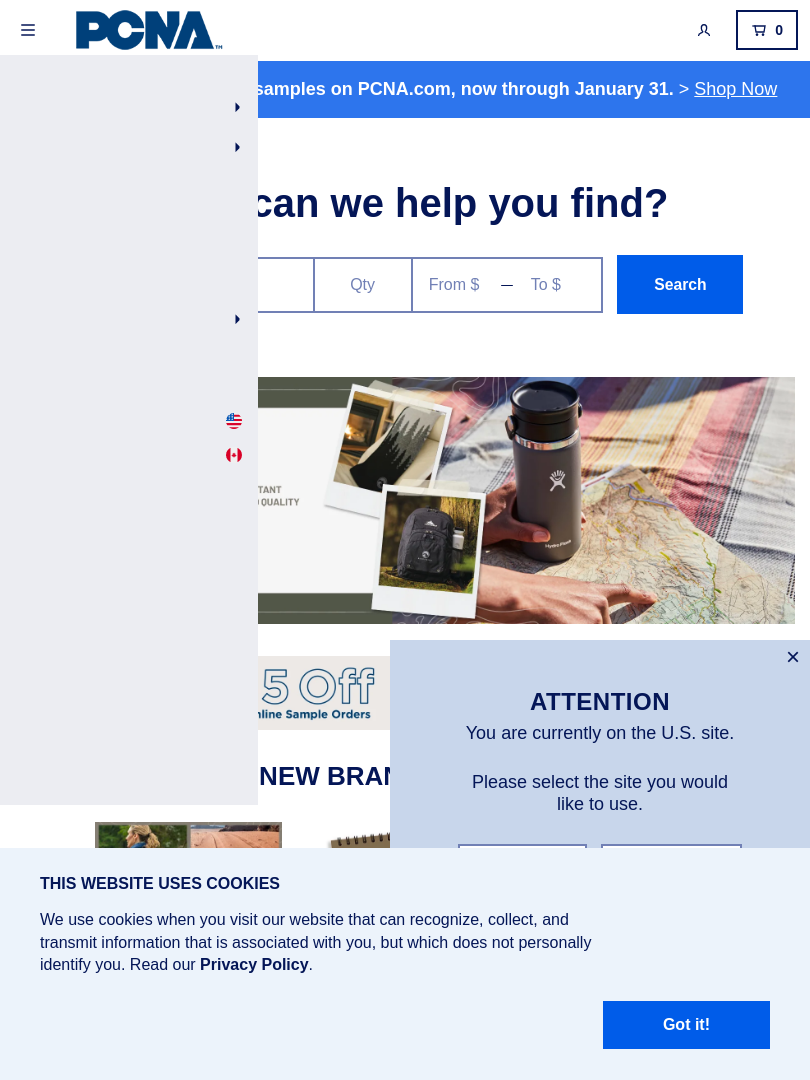 PCNA™
0
samples on PCNA.com, now through January 31. > Shop Now
can we help you find?
Qty
From $ — To $
Search
TANT
QUALITY
Hydro Flask
5 Off
nline Sample Orders
NEW BRAN
×
ATTENTION
You are currently on the U.S. site.
Please select the site you would
like to use.
THIS WEBSITE USES COOKIES
We use cookies when you visit our website that can recognize, collect, and
transmit information that is associated with you, but which does not personally
identify you. Read our Privacy Policy.
Got it!